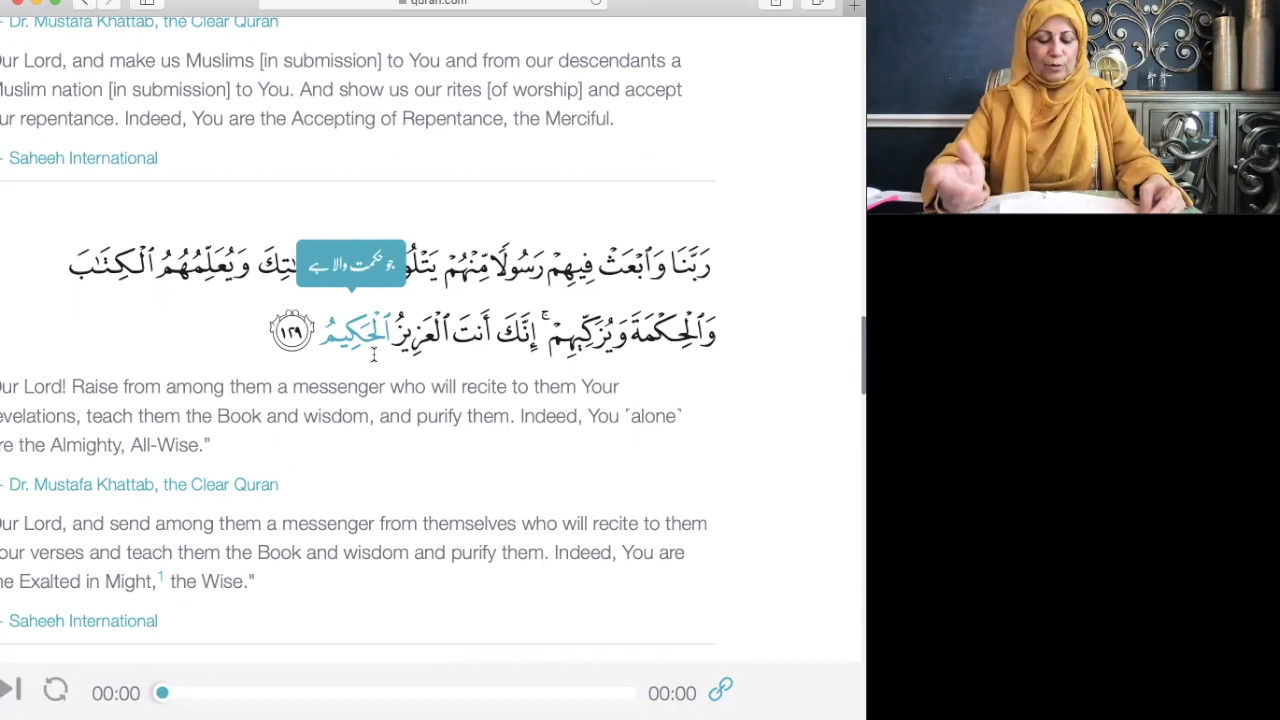 quran.com
Dr. Mustafa Khattab, the Clear Quran
ur Lord, and make us Muslims [in submission] to You and from our descendants a
uslim nation [in submission] to You. And show us our rites [of worship] and accept
ur repentance. Indeed, You are the Accepting of Repentance, the Merciful.
- Saheeh International
رَبَّنَا وَٱبۡعَثۡ فِيهِمۡ رَسُولٗا مِّنۡهُمۡ يَتۡلُو تِكَ وَيُعَلِّمُهُمُ ٱلۡكِتَٰبَ
جو حکمت والا ہے
وَٱلۡحِكۡمَةَ وَيُزَكِّيهِمۡۖ إِنَّكَ أَنتَ ٱلۡعَزِيزُ ٱلۡحَكِيمُ ١٢٩
ur Lord! Raise from among them a messenger who will recite to them Your
evelations, teach them the Book and wisdom, and purify them. Indeed, You ˹alone˺
re the Almighty, All-Wise.”
- Dr. Mustafa Khattab, the Clear Quran
ur Lord, and send among them a messenger from themselves who will recite to them
our verses and teach them the Book and wisdom and purify them. Indeed, You are
he Exalted in Might,1 the Wise."
- Saheeh International
00:00 00:00